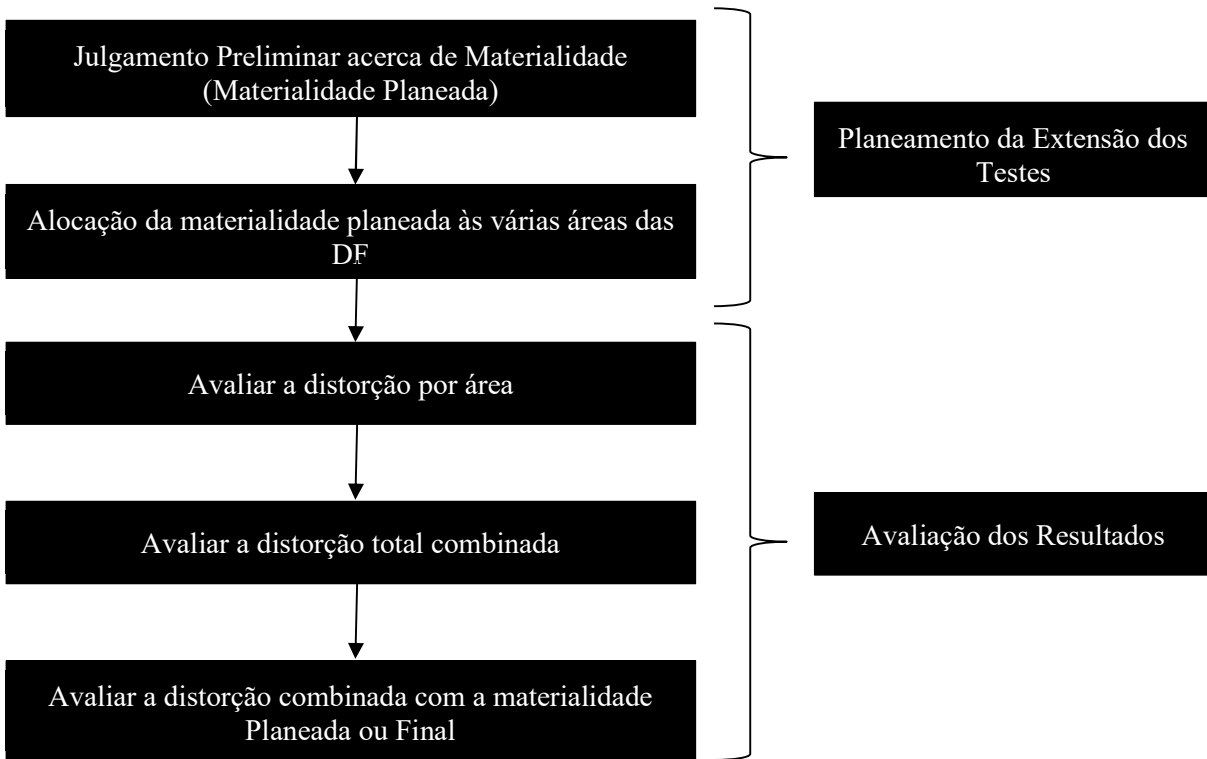 Julgamento Preliminar acerca de Materialidade
(Materialidade Planeada)
Alocação da materialidade planeada às várias áreas das
DF
Planeamento da Extensão dos
Testes
Avaliar a distorção por área
Avaliar a distorção total combinada
Avaliar a distorção combinada com a materialidade
Planeada ou Final
Avaliação dos Resultados